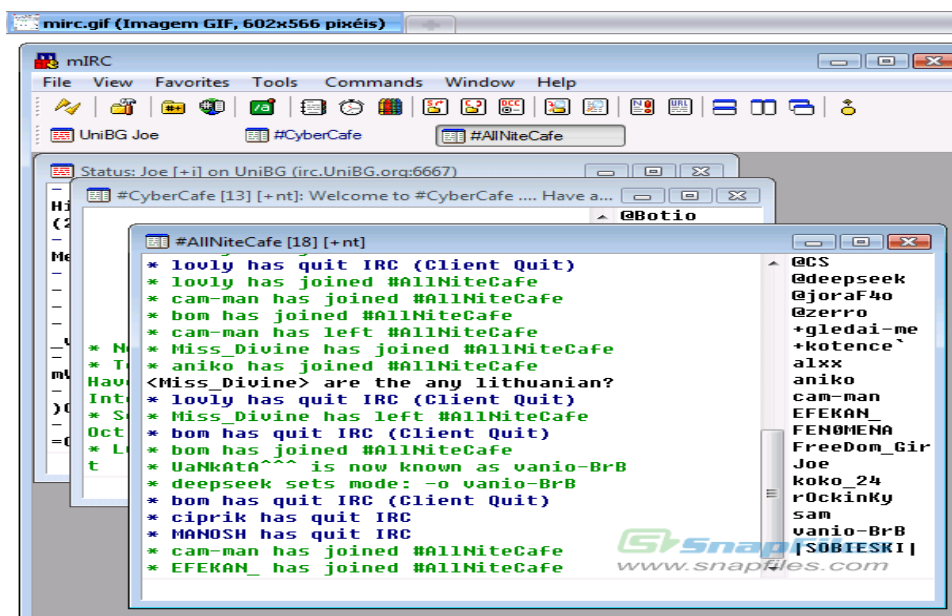 mirc.gif (Imagem GIF, 602x566 pixéis)
mIRC
File View Favorites Tools Commands Window Help
UniBG Joe #CyberCafe #AllNiteCafe
Status: Joe [+i] on UniBG (irc.UniBG.org:6667)
#CyberCafe [13] [+nt]: Welcome to #CyberCafe .... Have a...
@Botio
#AllNiteCafe [18] [+nt]
* lovly has quit IRC (Client Quit)
* lovly has joined #AllNiteCafe
* cam-man has joined #AllNiteCafe
* bom has joined #AllNiteCafe
* cam-man has left #AllNiteCafe
* Miss_Divine has joined #AllNiteCafe
* aniko has joined #AllNiteCafe
<Miss_Divine> are the any lithuanian?
* lovly has quit IRC (Client Quit)
* Miss_Divine has left #AllNiteCafe
* bom has quit IRC (Client Quit)
* bom has joined #AllNiteCafe
* UaNkAtA^^^ is now known as vanio-BrB
* deepseek sets mode: -o vanio-BrB
* bom has quit IRC (Client Quit)
* ciprik has quit IRC
* MANOSH has quit IRC
* cam-man has joined #AllNiteCafe
* EFEKAN_ has joined #AllNiteCafe
@CS
@deepseek
@joraF4o
@zerro
+gledai-me
+kotence`
alxx
aniko
cam-man
EFEKAN_
FENØMENA
FreeDom_Gir
Joe
koko_24
rOckinKy
sam
vanio-BrB
|SOBIESKI|
SnapFiles
www.snapfiles.com